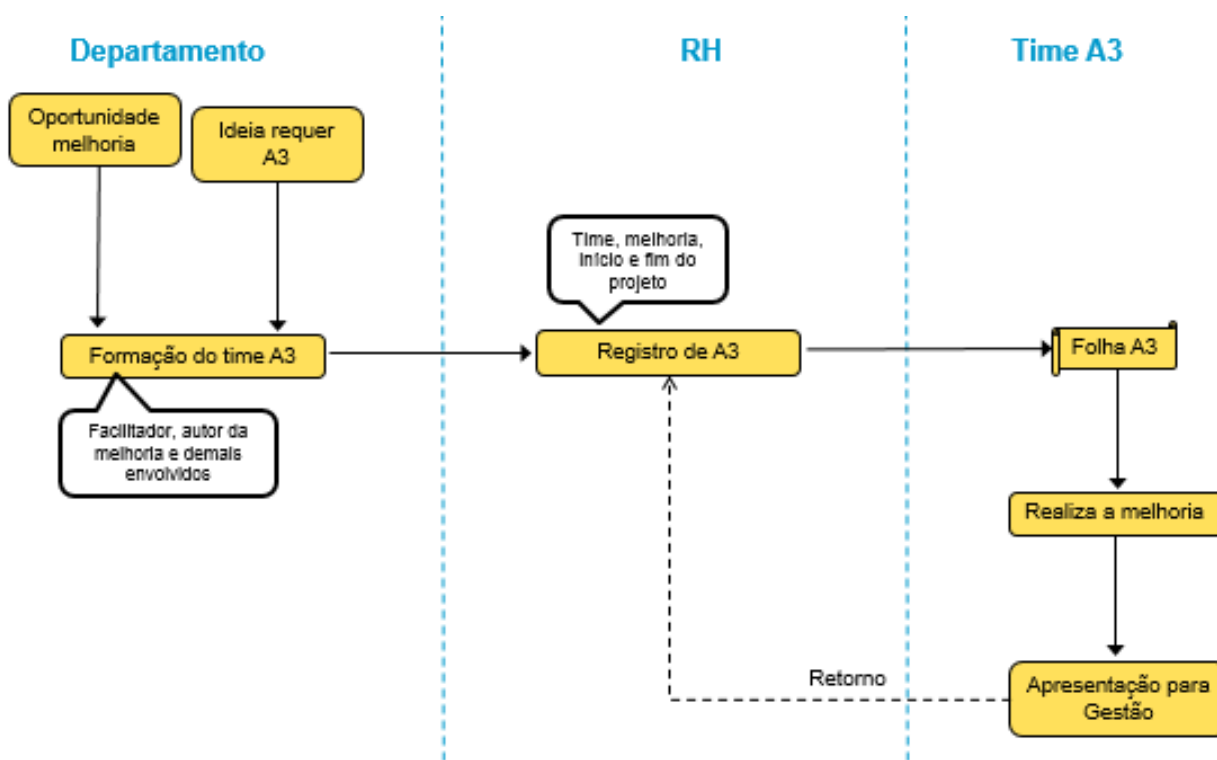 Departamento
RH
Time A3
Oportunidade
melhoria
Ideia requer
A3
Time, melhoria,
início e fim do
projeto
Formação do time A3
Registro de A3
Folha A3
Facilitador, autor da
melhoria e demais
envolvidos
Realiza a melhoria
Retorno
Apresentação para
Gestão